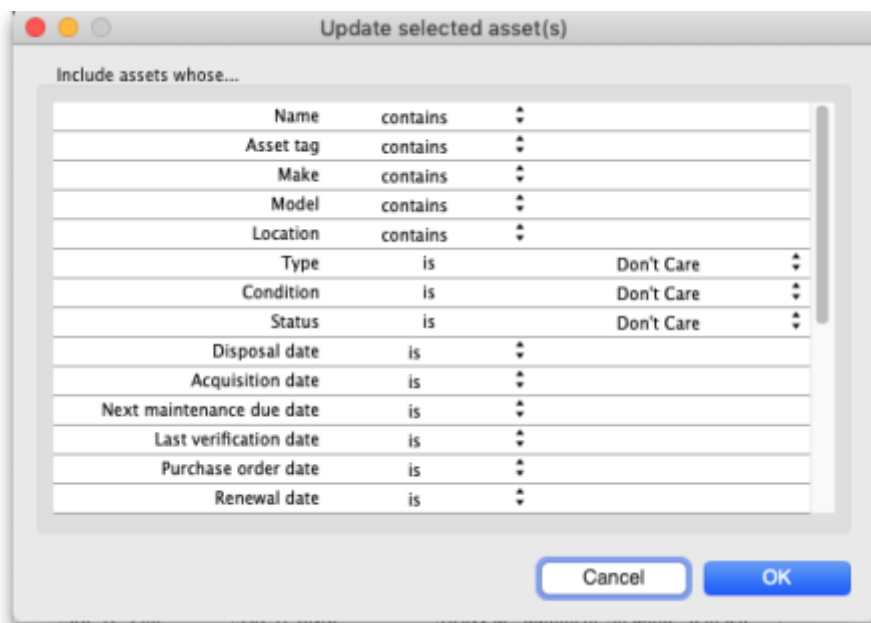 Update selected asset(s)
Include assets whose...
Name contains
Asset tag contains
Make contains
Model contains
Location contains
Type is Don't Care
Condition is Don't Care
Status is Don't Care
Disposal date is
Acquisition date is
Next maintenance due date is
Last verification date is
Purchase order date is
Renewal date is
Cancel OK